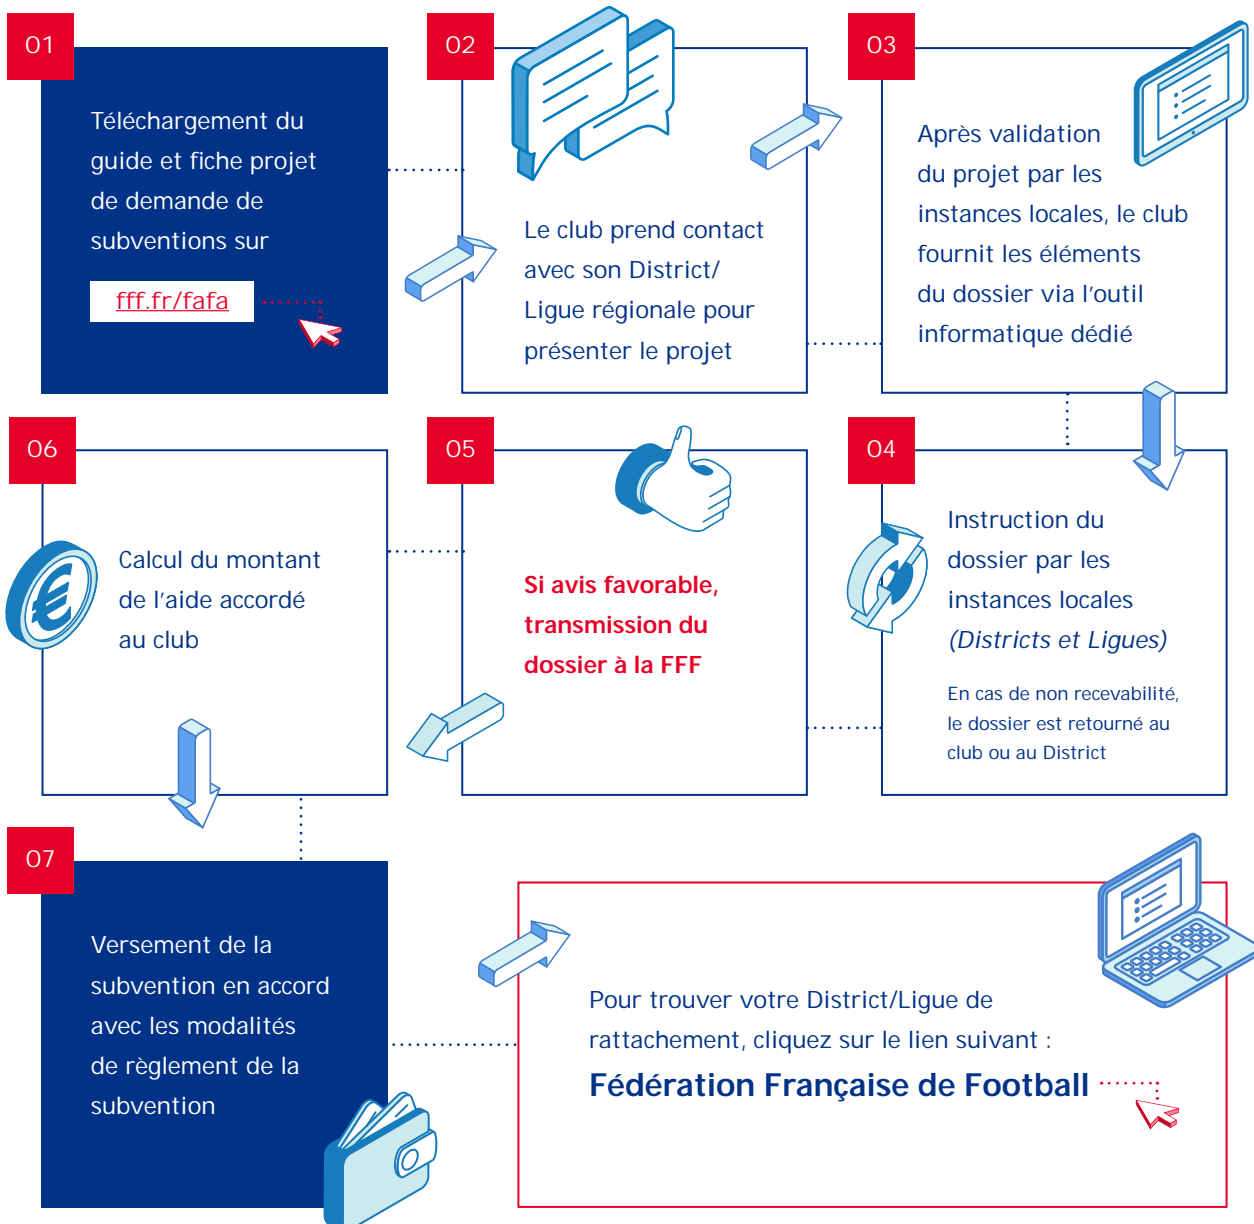 01
Téléchargement du
guide et fiche projet
de demande de
subventions sur
fff.fr/fafa
02
Le club prend contact
avec son District/
Ligue régionale pour
présenter le projet
03
Après validation
du projet par les
instances locales, le club
fournit les éléments
du dossier via l'outil
informatique dédié
04
Instruction du
dossier par les
instances locales
(Districts et Ligues)
En cas de non recevabilité,
le dossier est retourné au
club ou au District
05
Si avis favorable,
transmission du
dossier à la FFF
06
Calcul du montant
de l'aide accordé
au club
07
Versement de la
subvention en accord
avec les modalités
de règlement de la
subvention
Pour trouver votre District/Ligue de
rattachement, cliquez sur le lien suivant :
Fédération Française de Football